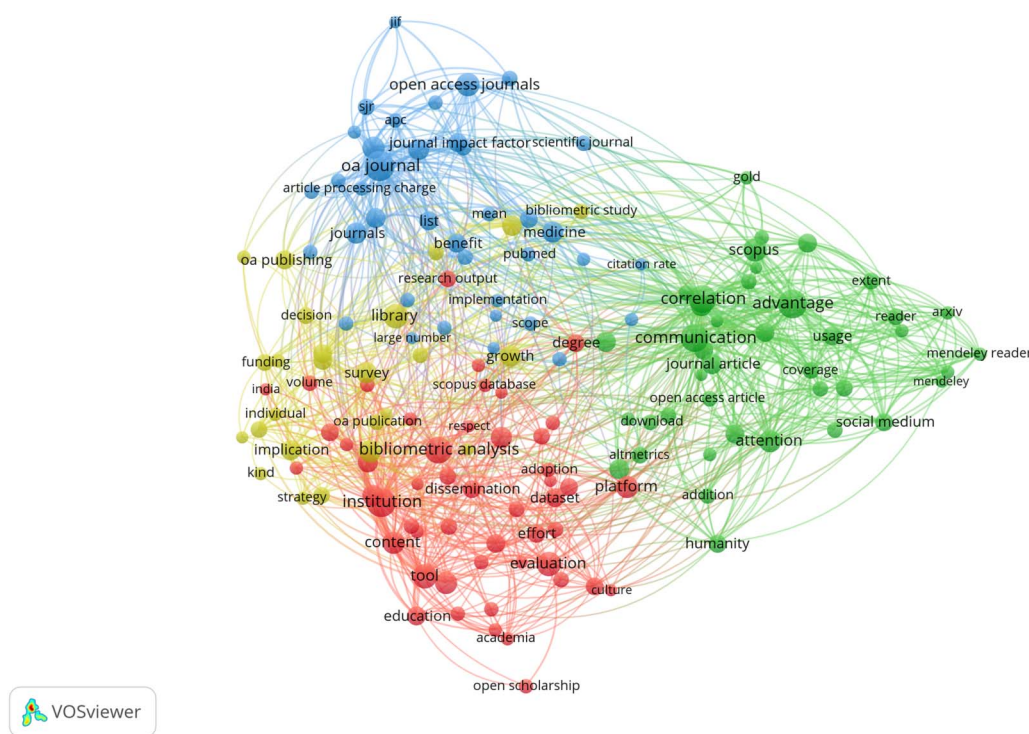 jif
open access journals
sjr
apc
journal impact factor
scientific journal
oa journal
gold
article processing charge
mean
bibliometric study
list
journals
medicine
benefit
scopus
pubmed
oa publishing
citation rate
research output
extent
implementation
correlation
advantage
decision
library
scope
reader
arxiv
large number
communication
usage
degree
growth
mendeley reader
funding
journal article
survey
coverage
volume
scopus database
mendeley
india
open access article
individual
oa publication
respect
download
social medium
attention
implication
bibliometric analysis
altmetrics
kind
adoption
dissemination
platform
strategy
institution
dataset
addition
effort
content
humanity
evaluation
tool
culture
education
academia
open scholarship
VOSviewer